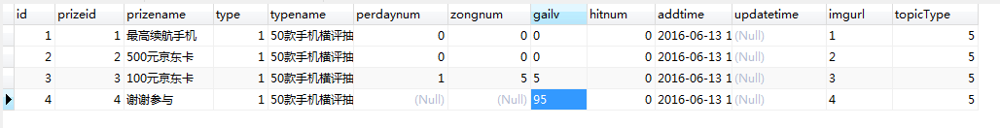 id prizeid prizename type typename perdaynum zongnum gailv hitnum addtime updatetime imgurl topicType
1 1 最高续航手机 1 50款手机横评抽 0 0 0 0 2016-06-13 1 (Null) 1 5
2 2 500元京东卡 1 50款手机横评抽 0 0 0 0 2016-06-13 1 (Null) 2 5
3 3 100元京东卡 1 50款手机横评抽 1 5 5 0 2016-06-13 1 (Null) 3 5
4 4 谢谢参与 1 50款手机横评抽 (Null) (Null) 95 0 2016-06-13 1 (Null) 4 5